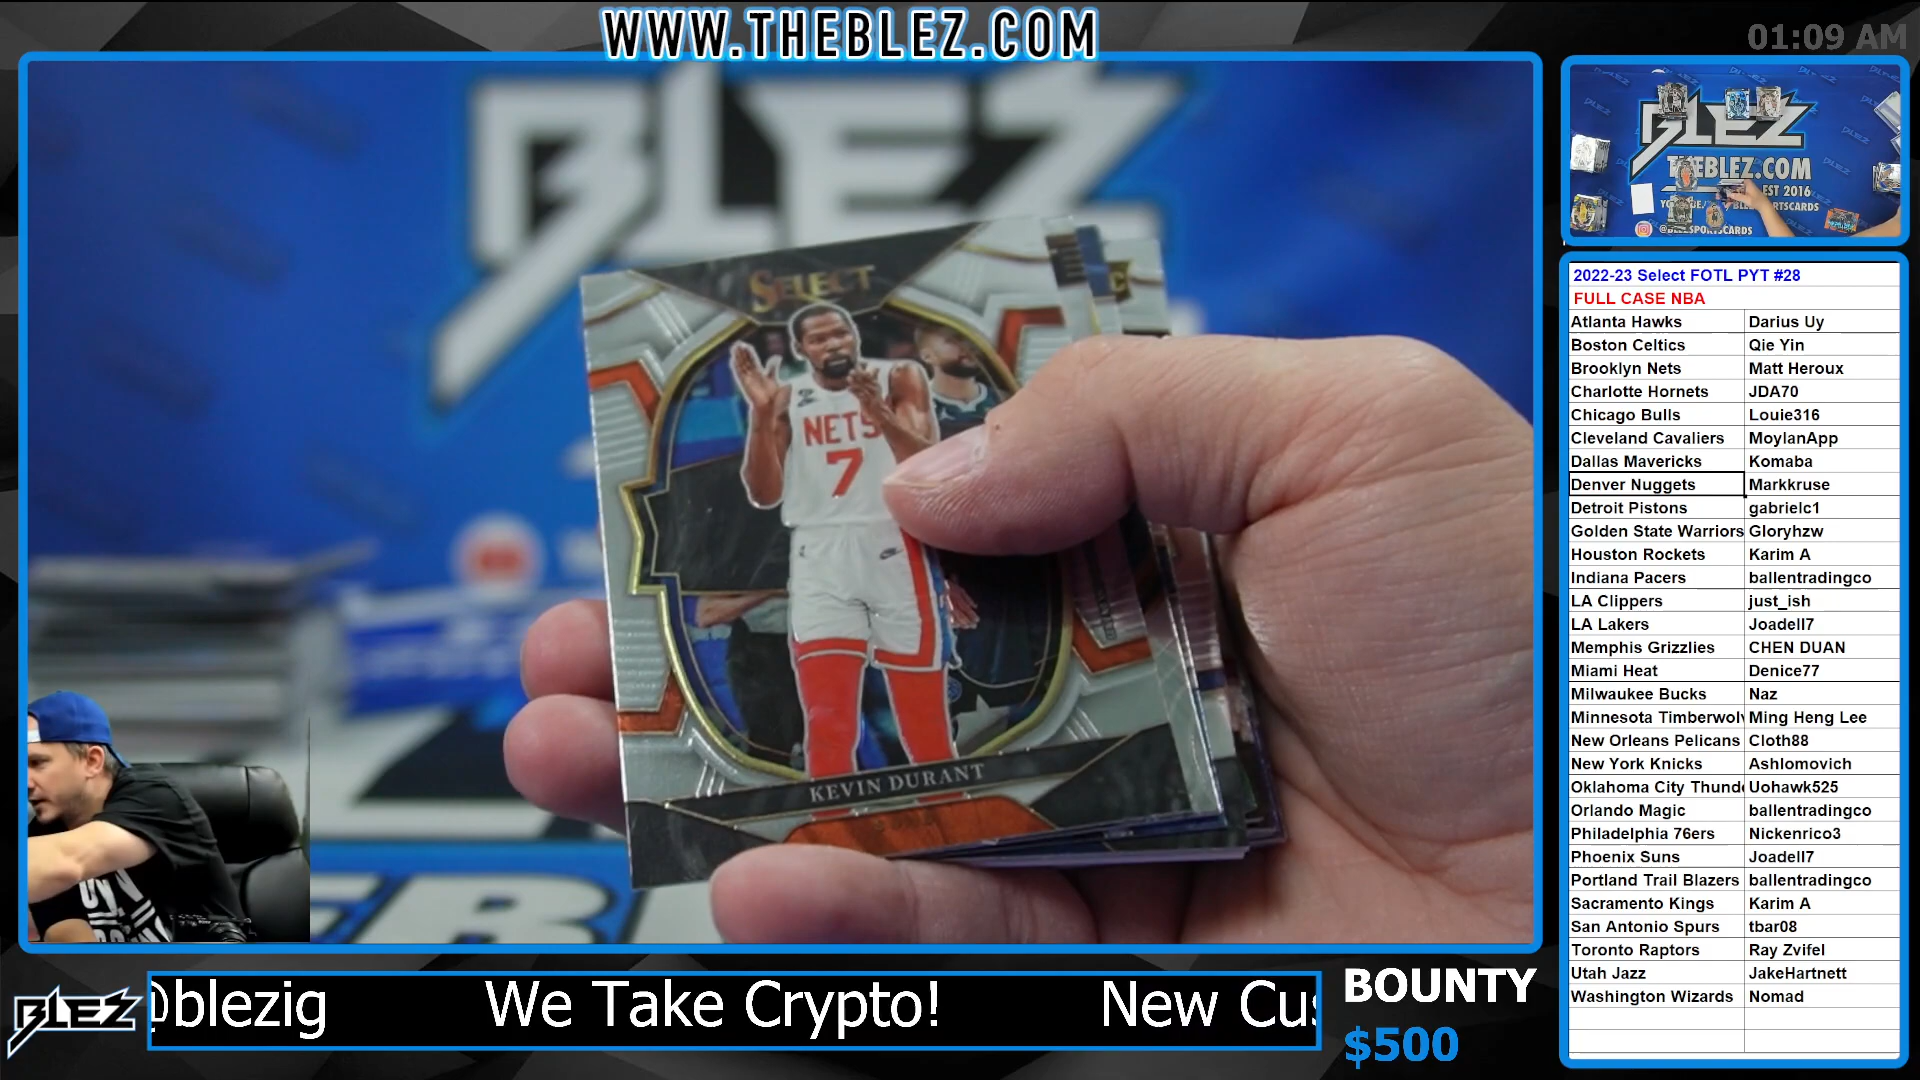 WWW.THEBLEZ.COM
01:09 AM
BLEZ
SELECT
NETS
7
KEVIN DURANT
BLEZ
THEBLEZ.COM
EST 2016
2022-23 Select FOTL PYT #28
FULL CASE NBA
Atlanta Hawks Darius Uy
Boston Celtics Qie Yin
Brooklyn Nets Matt Heroux
Charlotte Hornets JDA70
Chicago Bulls Louie316
Cleveland Cavaliers MoylanApp
Dallas Mavericks Komaba
Denver Nuggets Markkruse
Detroit Pistons gabrielc1
Golden State Warriors Gloryhzw
Houston Rockets Karim A
Indiana Pacers ballentradingco
LA Clippers just_ish
LA Lakers Joadell7
Memphis Grizzlies CHEN DUAN
Miami Heat Denice77
Milwaukee Bucks Naz
Minnesota Timberwolv Ming Heng Lee
New Orleans Pelicans Cloth88
New York Knicks Ashlomovich
Oklahoma City Thunde Uohawk525
Orlando Magic ballentradingco
Philadelphia 76ers Nickenrico3
Phoenix Suns Joadell7
Portland Trail Blazers ballentradingco
Sacramento Kings Karim A
San Antonio Spurs tbar08
Toronto Raptors Ray Zvifel
Utah Jazz JakeHartnett
Washington Wizards Nomad
BLEZ
@blezig We Take Crypto! New Cus
BOUNTY
$500